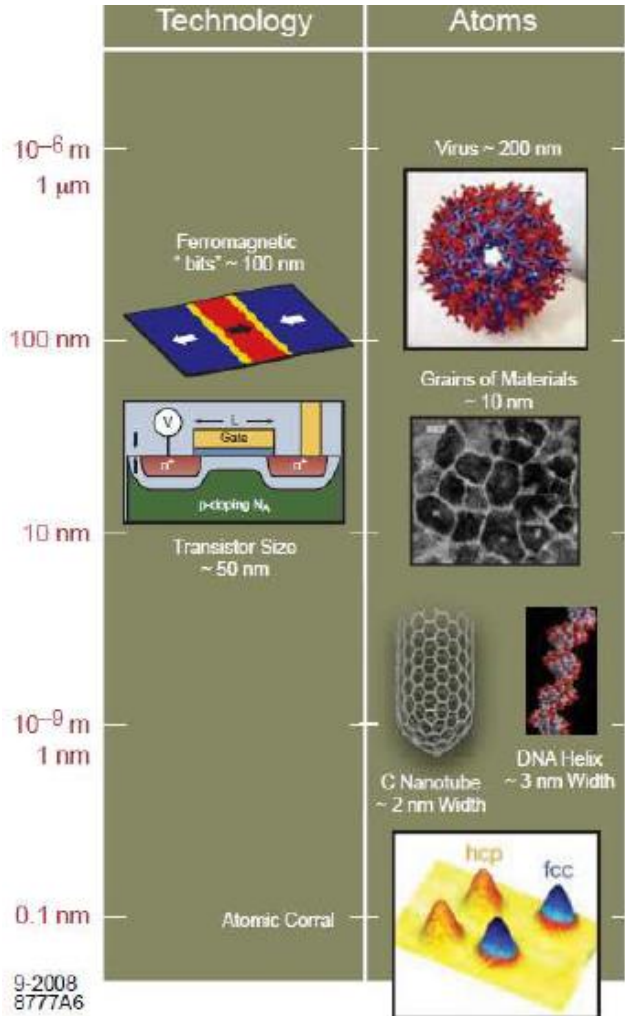 Technology
Atoms
10⁻⁶ m
1 μm
Virus ~ 200 nm
Ferromagnetic
"bits" ~ 100 nm
100 nm
Grains of Materials
~ 10 nm
V
L
Gate
n⁺
n⁺
p-doping Nₐ
10 nm
Transistor Size
~ 50 nm
10⁻⁹ m
1 nm
C Nanotube
~ 2 nm Width
DNA Helix
~ 3 nm Width
hcp
fcc
0.1 nm
Atomic Corral
9-2008
8777A6